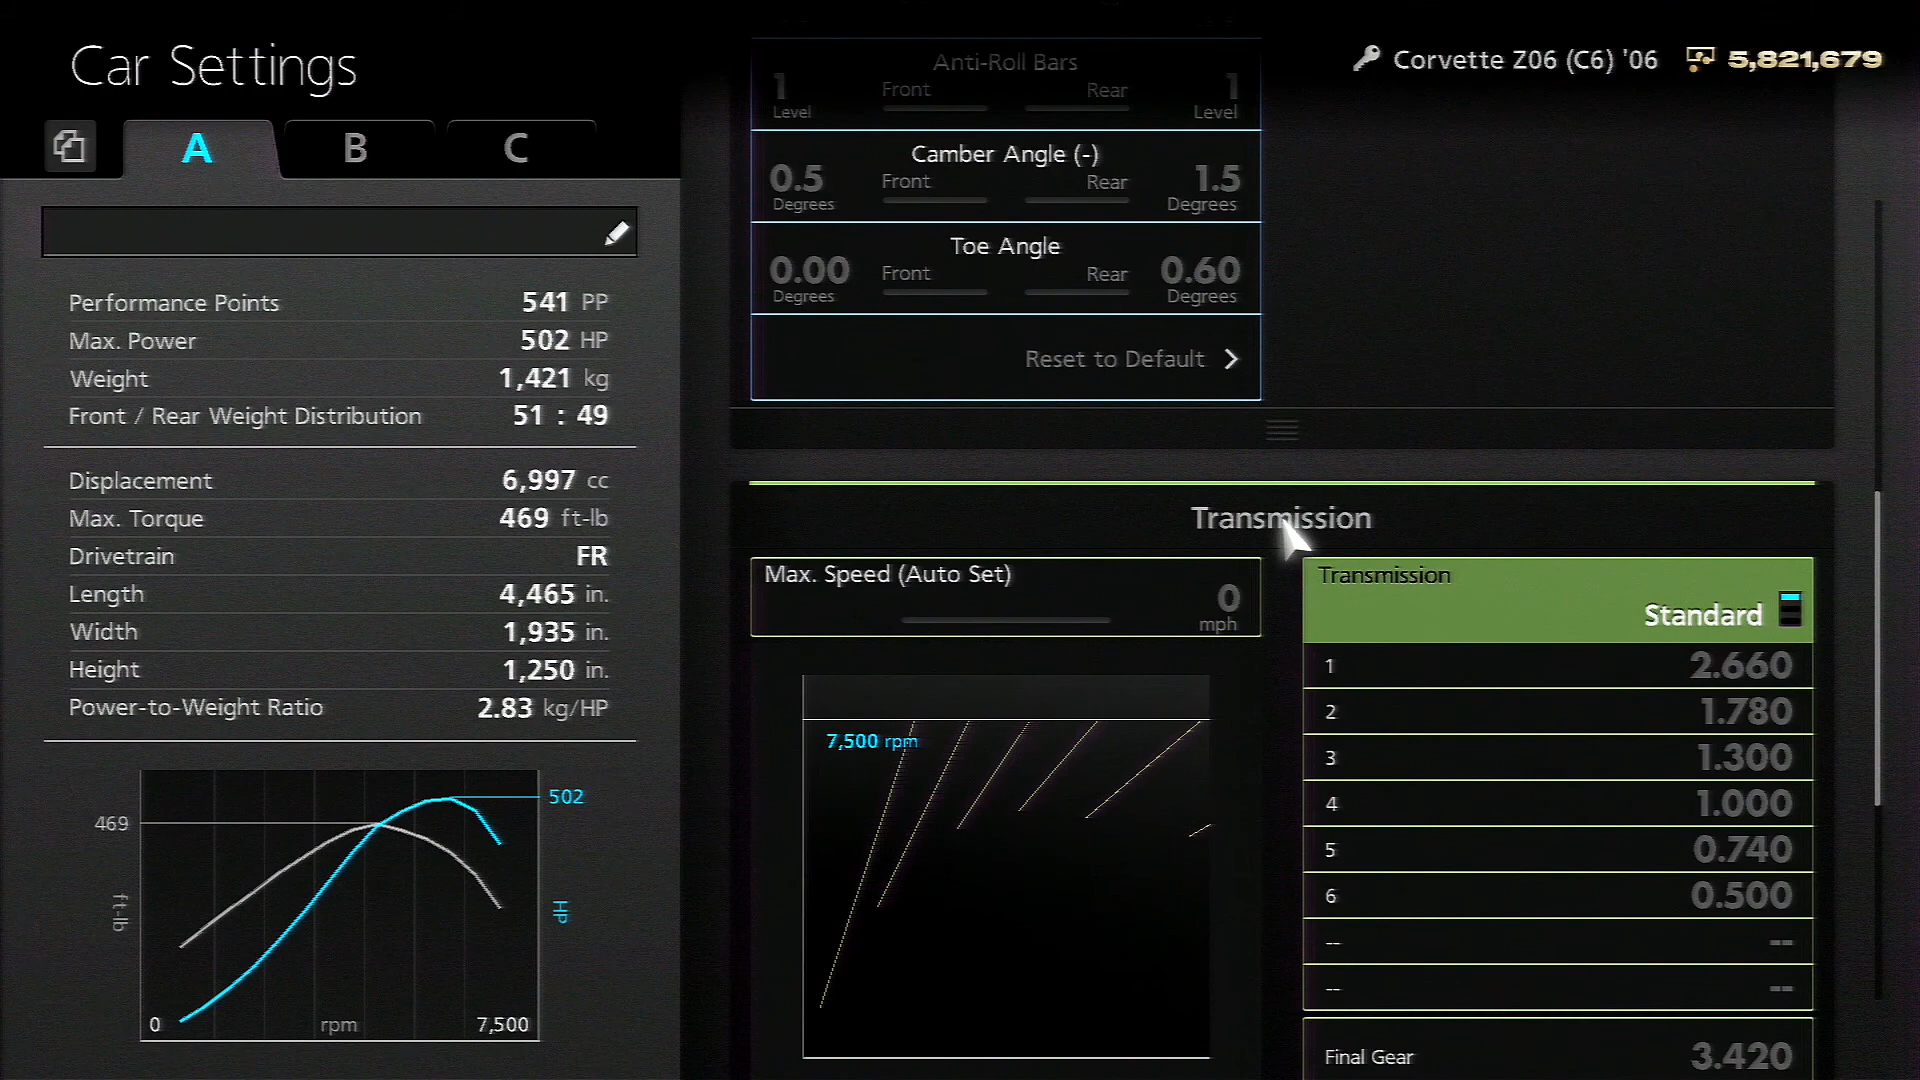 Car Settings
Corvette Z06 (C6) '06
5,821,679
A
B
C
Performance Points 541 PP
Max. Power 502 HP
Weight 1,421 kg
Front / Rear Weight Distribution 51 : 49
Displacement 6,997 cc
Max. Torque 469 ft-lb
Drivetrain FR
Length 4,465 in.
Width 1,935 in.
Height 1,250 in.
Power-to-Weight Ratio 2.83 kg/HP
502
469
ft-lb
HP
0 rpm 7,500
Anti-Roll Bars
1 Front Rear 1
Level Level
Camber Angle (-)
0.5 Front Rear 1.5
Degrees Degrees
Toe Angle
0.00 Front Rear 0.60
Degrees Degrees
Reset to Default
Transmission
Max. Speed (Auto Set)
0
mph
7,500 rpm
Transmission
Standard
1 2.660
2 1.780
3 1.300
4 1.000
5 0.740
6 0.500
-- --
-- --
Final Gear 3.420